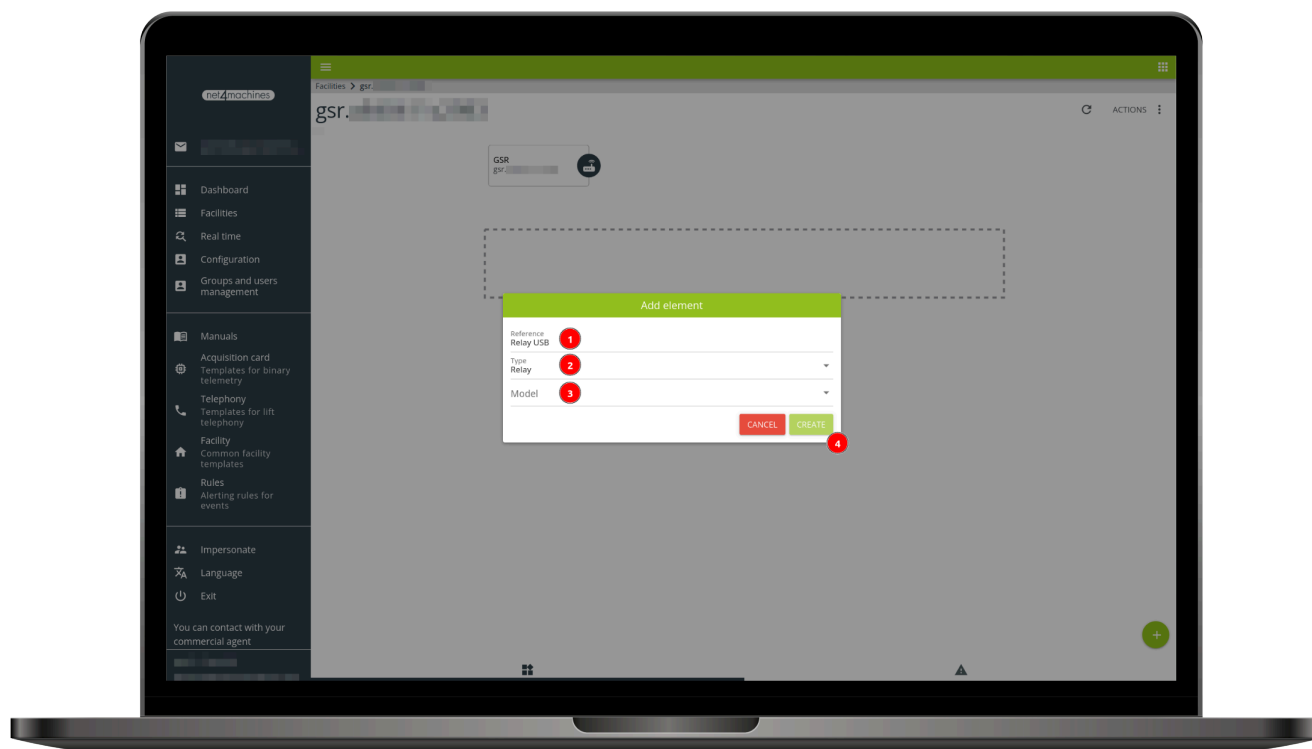 net4machines
Facilities > gsr.
gsr.
ACTIONS
GSR
gsr.
Dashboard
Facilities
Real time
Configuration
Groups and users
management
Manuals
Acquisition card
Templates for binary
telemetry
Telephony
Templates for lift
telephony
Facility
Common facility
templates
Rules
Alerting rules for
events
Impersonate
Language
Exit
You can contact with your
commercial agent
Add element
Reference
Relay USB 1
Type
Relay 2
Model 3
CANCEL CREATE
4